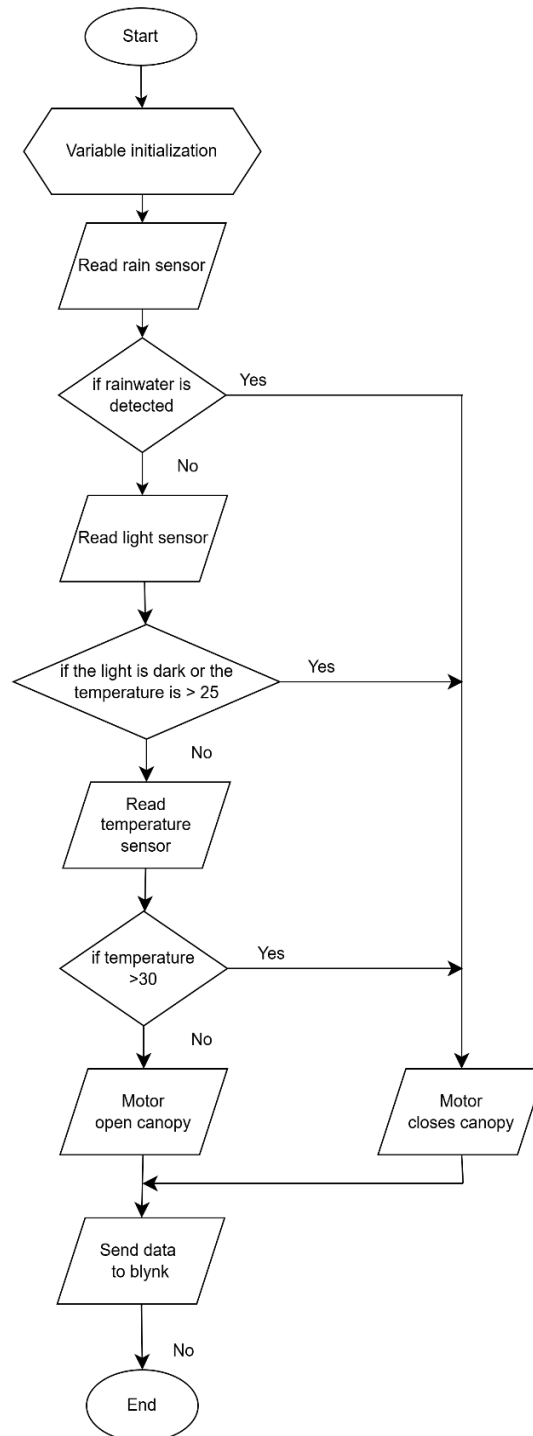 Start
Variable initialization
Read rain sensor
if rainwater is
detected
Yes
No
Read light sensor
if the light is dark or the
temperature is > 25
Yes
No
Read
temperature
sensor
if temperature
>30
Yes
No
Motor
open canopy
Motor
closes canopy
Send data
to blynk
No
End